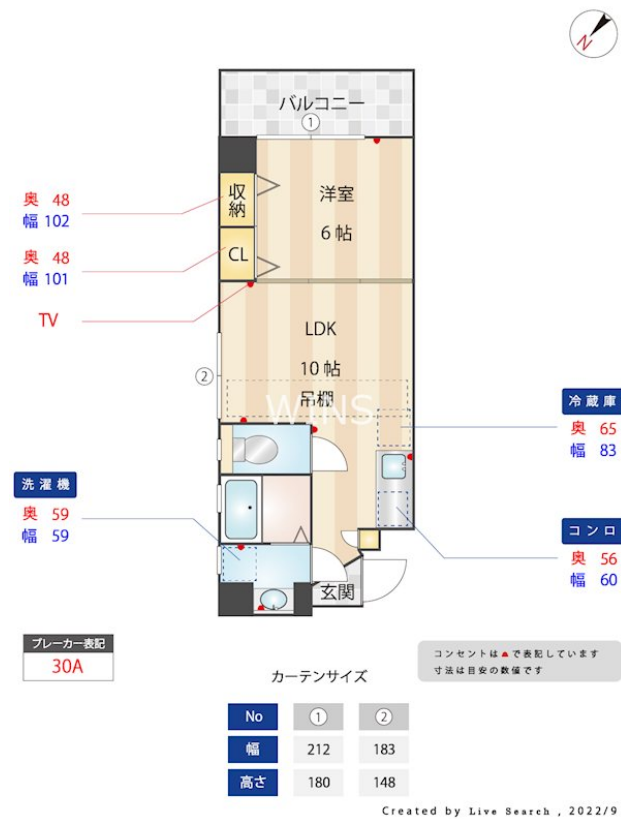 N
バルコニー
①
洋室
6 帖
収納
CL
奥 48
幅 102
奥 48
幅 101
TV
LDK
10 帖
吊棚
WINS
②
冷蔵庫
奥 65
幅 83
洗濯機
奥 59
幅 59
コンロ
奥 56
幅 60
玄関
ブレーカー表記
30A
コンセントは▲で表記しています
寸法は目安の数値です
カーテンサイズ
No ① ②
幅 212 183
高さ 180 148
Created by Live Search , 2022/9